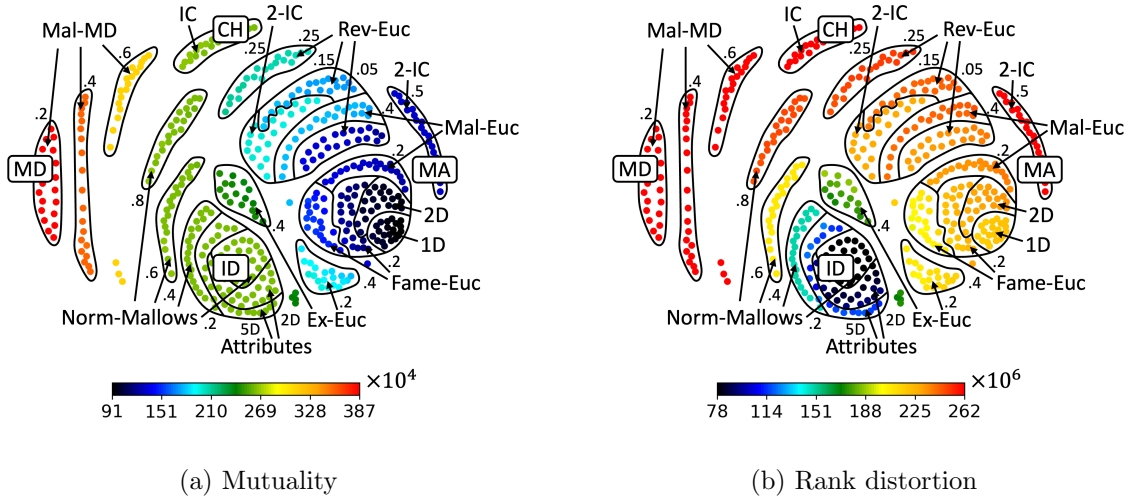 IC
CH
2-IC
Mal-MD
.6
.25
.25
Rev-Euc
.15
.05
2-IC
.4
.4
.5
.2
Mal-Euc
MD
.2
MA
.8
2D
.4
1D
ID
.2
.6
.4
Fame-Euc
.4
.2
Norm-Mallows
.2
5D
2D
Ex-Euc
Attributes
×10⁴
91 151 210 269 328 387
(a) Mutuality
IC
CH
2-IC
Mal-MD
.6
.25
.25
Rev-Euc
.15
.05
2-IC
.4
.4
.5
.2
Mal-Euc
MD
.2
MA
.8
2D
.4
1D
ID
.2
.6
.4
Fame-Euc
.4
.2
Norm-Mallows
.2
5D
2D
Ex-Euc
Attributes
×10⁶
78 114 151 188 225 262
(b) Rank distortion